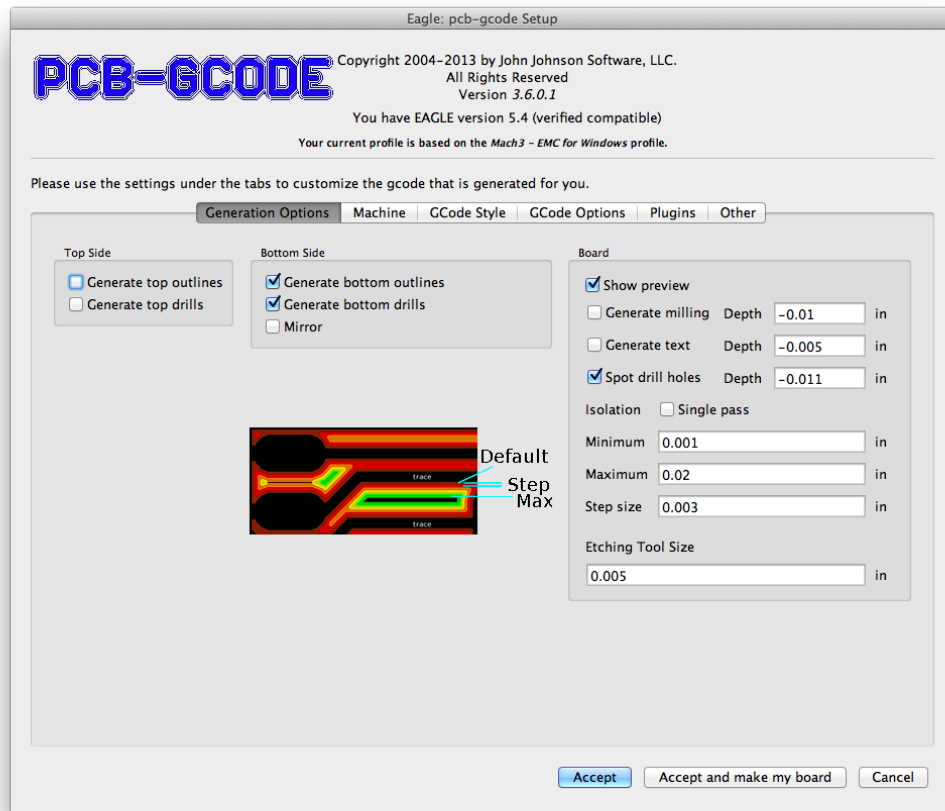 Eagle: pcb-gcode Setup
PCB-GCODE
Copyright 2004-2013 by John Johnson Software, LLC.
All Rights Reserved
Version 3.6.0.1
You have EAGLE version 5.4 (verified compatible)
Your current profile is based on the Mach3 - EMC for Windows profile.
Please use the settings under the tabs to customize the gcode that is generated for you.
Generation Options Machine GCode Style GCode Options Plugins Other
Top Side
Generate top outlines
Generate top drills
Bottom Side
Generate bottom outlines
Generate bottom drills
Mirror
trace
trace
Default
Step
Max
Board
Show preview
Generate milling Depth -0.01 in
Generate text Depth -0.005 in
Spot drill holes Depth -0.011 in
Isolation Single pass
Minimum 0.001 in
Maximum 0.02 in
Step size 0.003 in
Etching Tool Size
0.005 in
Accept Accept and make my board Cancel